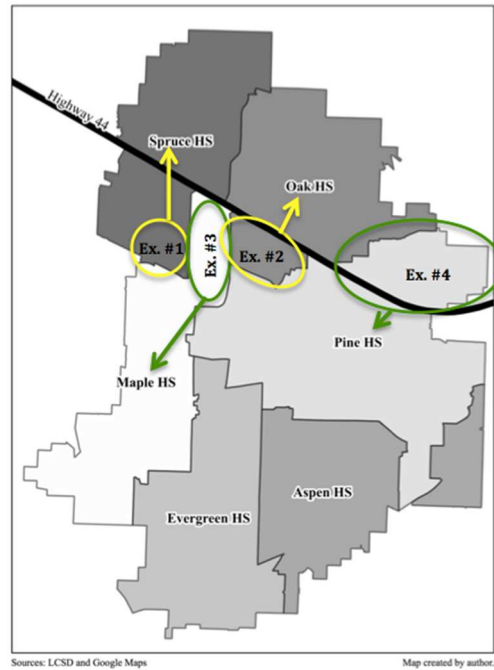 Highway 44
Spruce HS
Oak HS
Ex. #1
Ex. #3
Ex. #2
Ex. #4
Pine HS
Maple HS
Aspen HS
Evergreen HS
Sources: LCSD and Google Maps
Map created by author.